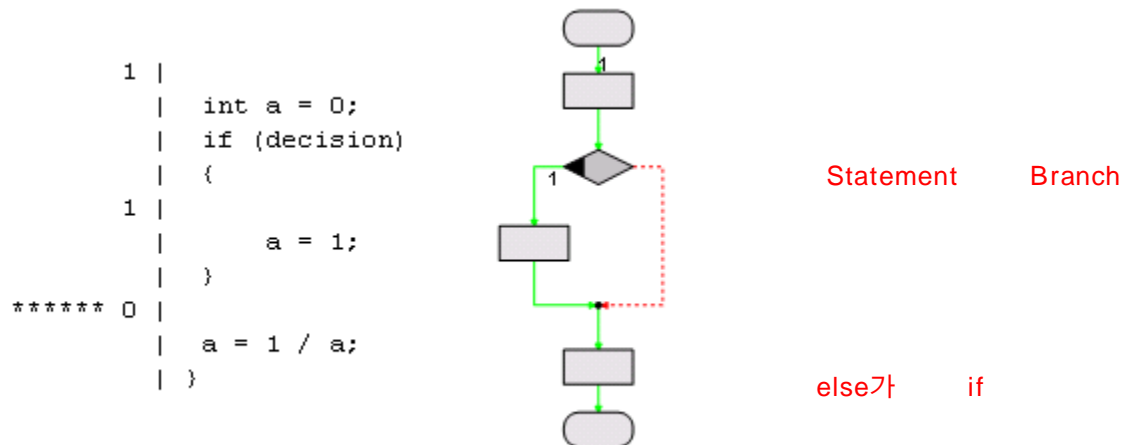 1 |
| int a = 0;
| if (decision)
| {
1 |
| a = 1;
| }
****** 0 |
| a = 1 / a;
| }
1
1
Statement Branch
else가 if